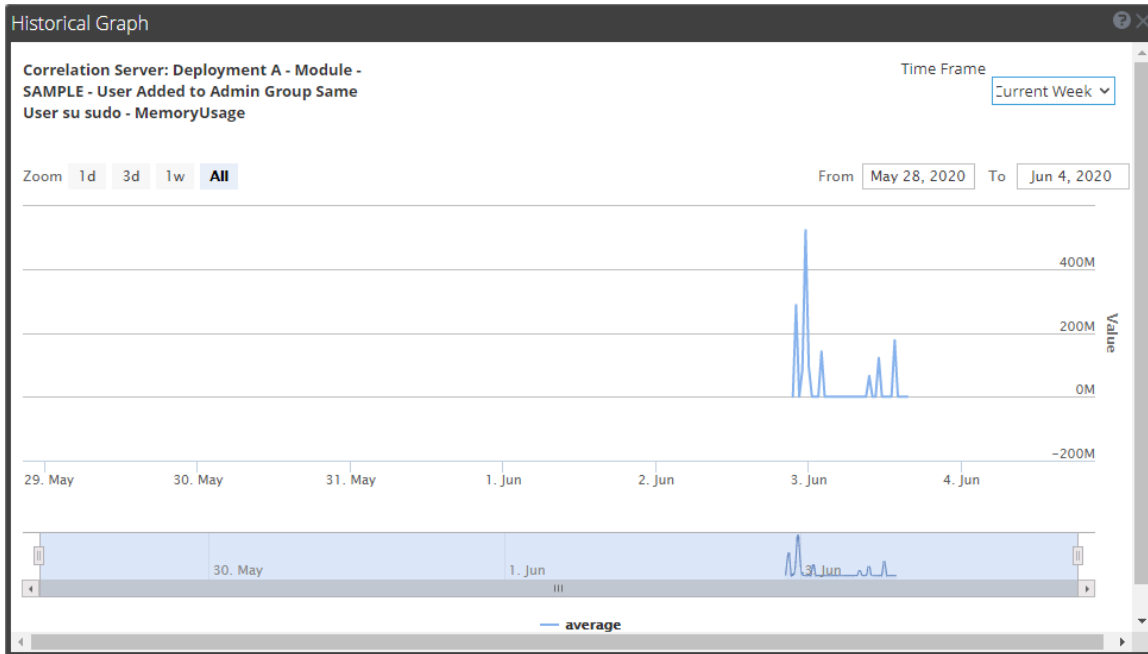 Historical Graph
Correlation Server: Deployment A - Module -
SAMPLE - User Added to Admin Group Same
User su sudo - MemoryUsage
Time Frame
Current Week
Zoom 1d 3d 1w All
From May 28, 2020 To Jun 4, 2020
400M
200M
0M
-200M
Value
29. May 30. May 31. May 1. Jun 2. Jun 3. Jun 4. Jun
30. May 1. Jun 3. Jun
average